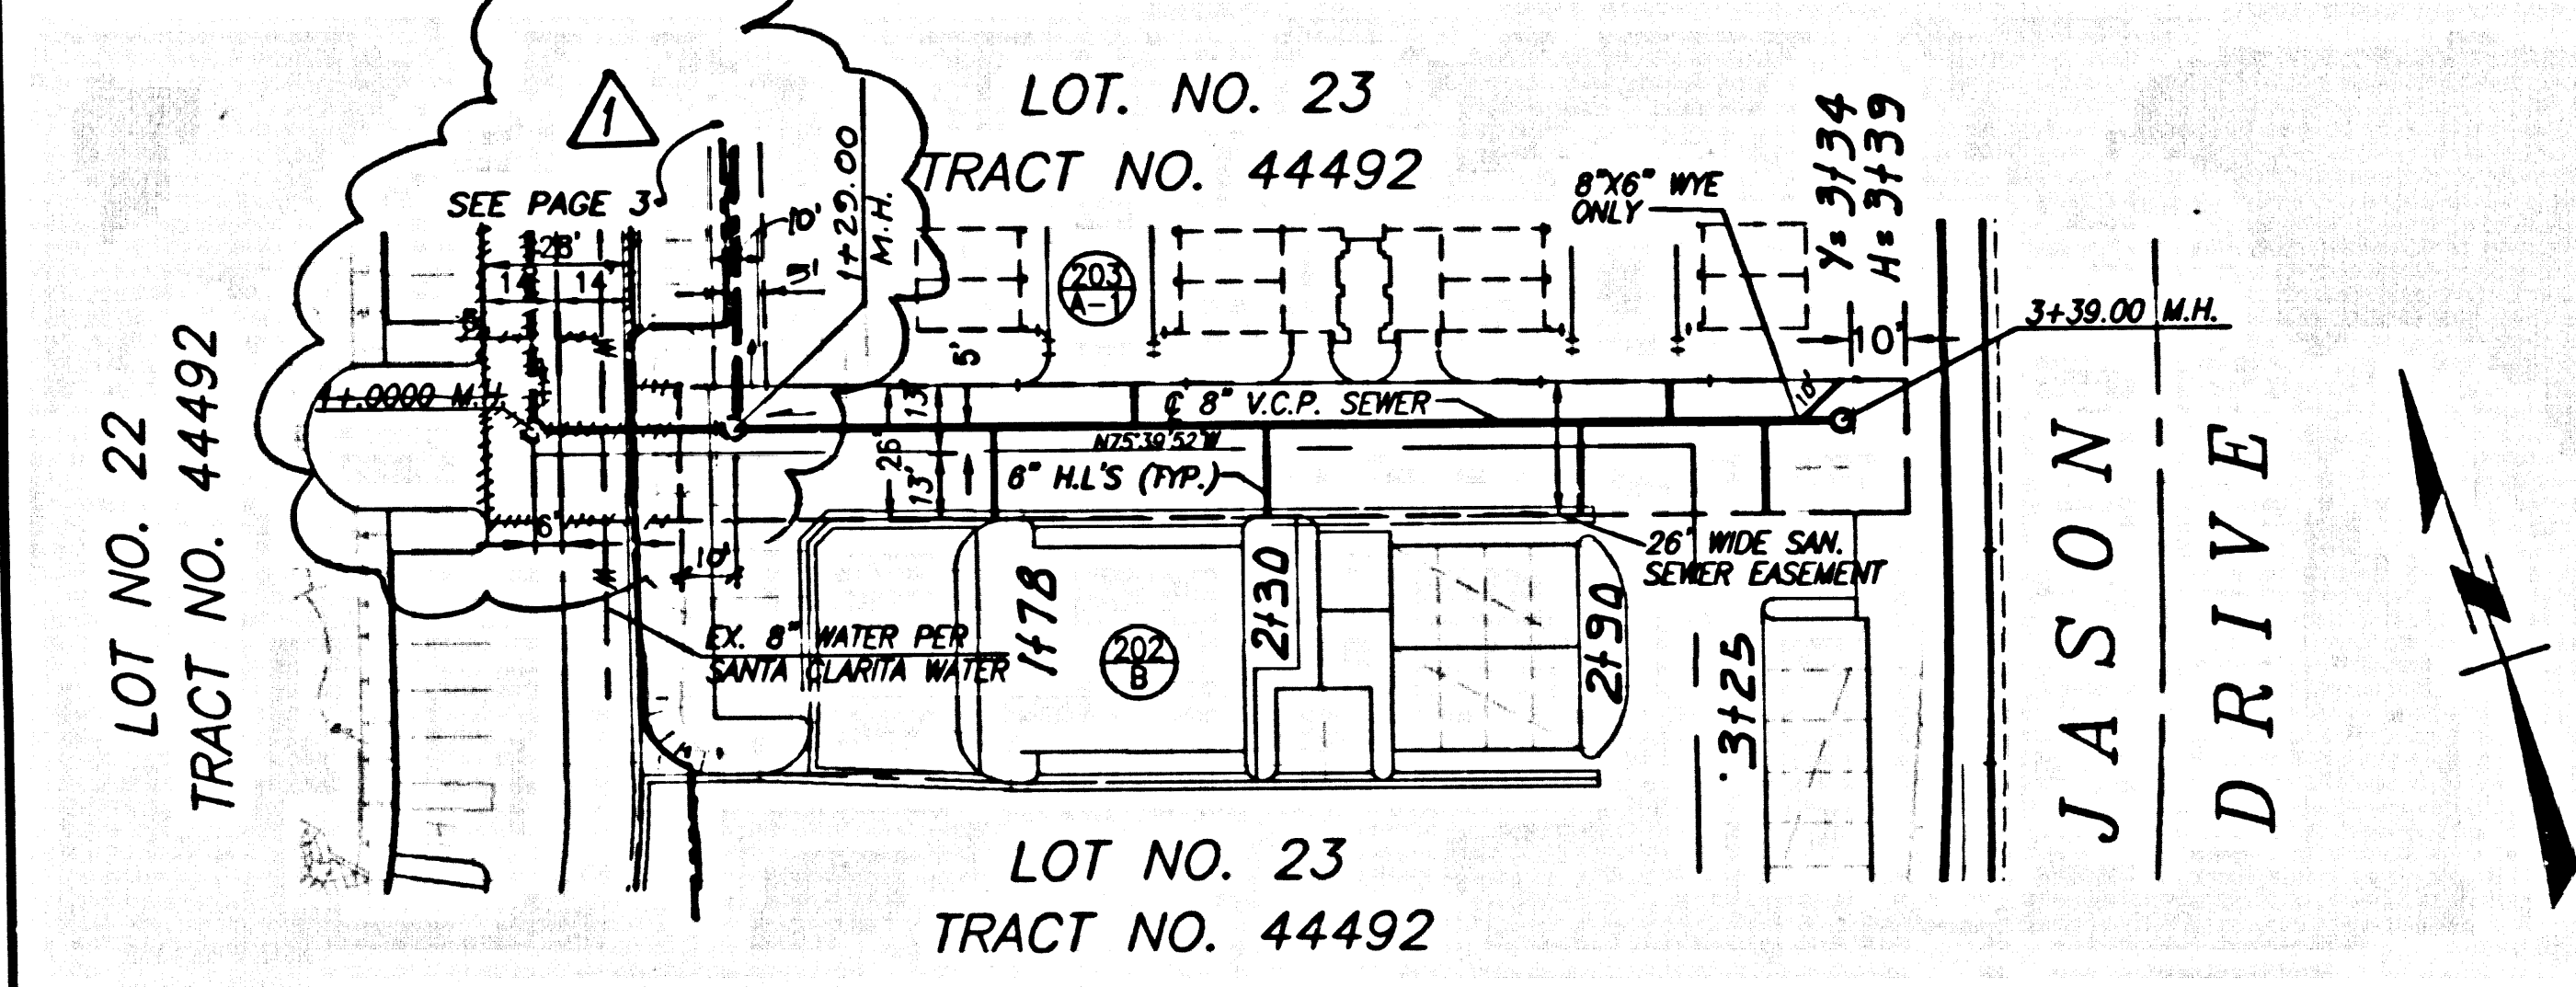 LOT. NO. 23
TRACT NO. 44492
1
SEE PAGE 3
28'
14
14
10'
5'
1+29.00
M.H.
203
A-1
8"X6" WYE
ONLY
Y= 3+34
H= 3+39
10'
3+39.00 M.H.
1+.0000 M.H.
5'
13'
26'
13'
℄ 8" V.C.P. SEWER
N75°39'52"W
6" H.L'S (TYP.)
10'
26' WIDE SAN.
SEWER EASEMENT
6'
10'
EX. 8" WATER PER
SANTA CLARITA WATER
1+78
202
B
2+30
2+90
3+25
LOT NO. 22
TRACT NO. 44492
JASON
DRIVE
N
LOT NO. 23
TRACT NO. 44492